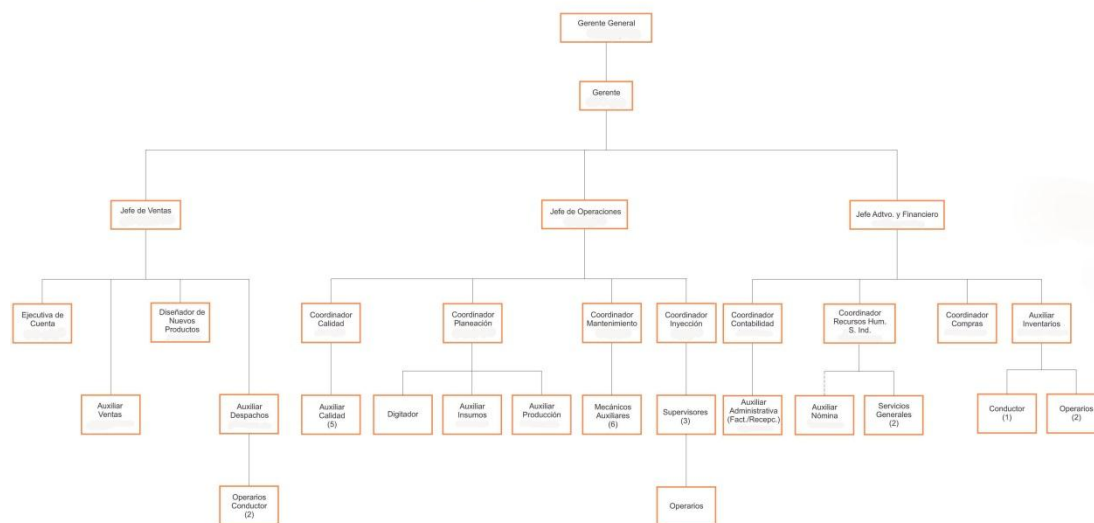 Gerente General
Gerente
Jefe de Ventas
Jefe de Operaciones
Jefe Adtvo. y Financiero
Ejecutiva de
Cuenta
Diseñador de
Nuevos
Productos
Coordinador
Calidad
Coordinador
Planeación
Coordinador
Mantenimiento
Coordinador
Inyección
Coordinador
Contabilidad
Coordinador
Recursos Hum.
S. Ind.
Coordinador
Compras
Auxiliar
Inventarios
Auxiliar
Ventas
Auxiliar
Despachos
Auxiliar
Calidad
(5)
Digitador
Auxiliar
Insumos
Auxiliar
Producción
Mecánicos
Auxiliares
(6)
Supervisores
(3)
Auxiliar
Administrativa
(Fact./Recepc.)
Auxiliar
Nómina
Servicios
Generales
(2)
Conductor
(1)
Operarios
(2)
Operarios
Conductor
(2)
Operarios